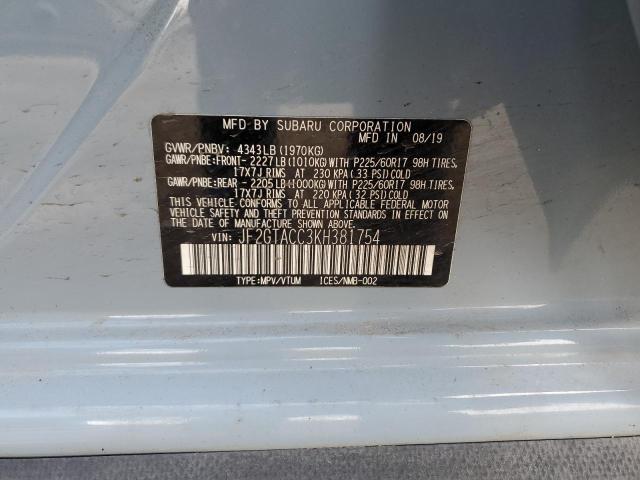 MFD BY SUBARU CORPORATION
MFD IN 08/19
GVWR/PNBV: 4343LB(1970KG)
GAWR/PNBE:FRONT- 2227LB(1010KG)WITH P225/60R17 98H TIRES,
17X7J RIMS AT 230 KPA(33 PSI)COLD
GAWR/PNBE:REAR - 2205LB(1000KG)WITH P225/60R17 98H TIRES,
17X7J RIMS AT 220 KPA(32 PSI)COLD
THIS VEHICLE CONFORMS TO ALL APPLICABLE FEDERAL MOTOR
VEHICLE SAFETY AND THEFT PREVENTION STANDARDS IN EFFECT ON
THE DATE OF MANUFACTURE SHOWN ABOVE.
VIN: JF2GTACC3KH381754
TYPE:MPV/VTUM ICES/NMB-002